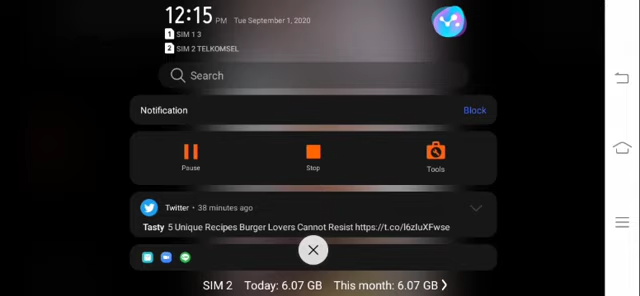 12:15 PM Tue September 1, 2020
1 SIM 1 3
2 SIM 2 TELKOMSEL
Search
Notification Block
Pause Stop Tools
Twitter • 38 minutes ago
Tasty 5 Unique Recipes Burger Lovers Cannot Resist https://t.co/l6zIuXFwse
SIM 2 Today: 6.07 GB This month: 6.07 GB